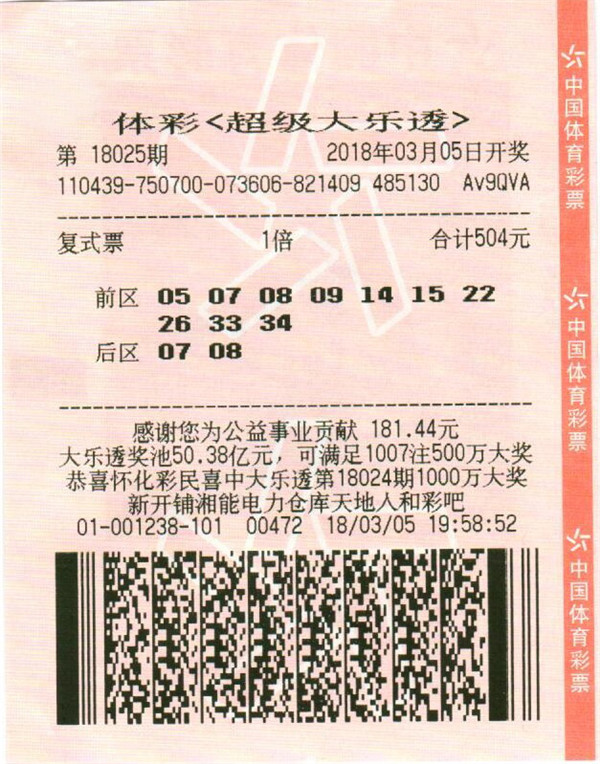 体彩<超级大乐透>
第 18025期 2018年03月05日开奖
110439-750700-073606-821409 485130 Av9QVA
复式票 1倍 合计504元
前区 05 07 08 09 14 15 22
26 33 34
后区 07 08
感谢您为公益事业贡献 181.44元
大乐透奖池50.38亿元，可满足1007注500万大奖
恭喜怀化彩民喜中大乐透第18024期1000万大奖
新开铺湘能电力仓库天地人和彩吧
01-001238-101 00472 18/03/05 19:58:52
中国体育彩票
中国体育彩票
中国体育彩票